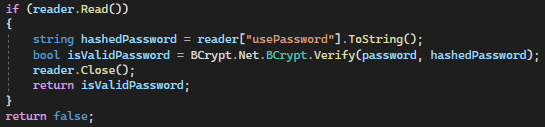 if (reader.Read())
{
string hashedPassword = reader["usePassword"].ToString();
bool isValidPassword = BCrypt.Net.BCrypt.Verify(password, hashedPassword);
reader.Close();
return isValidPassword;
}
return false;